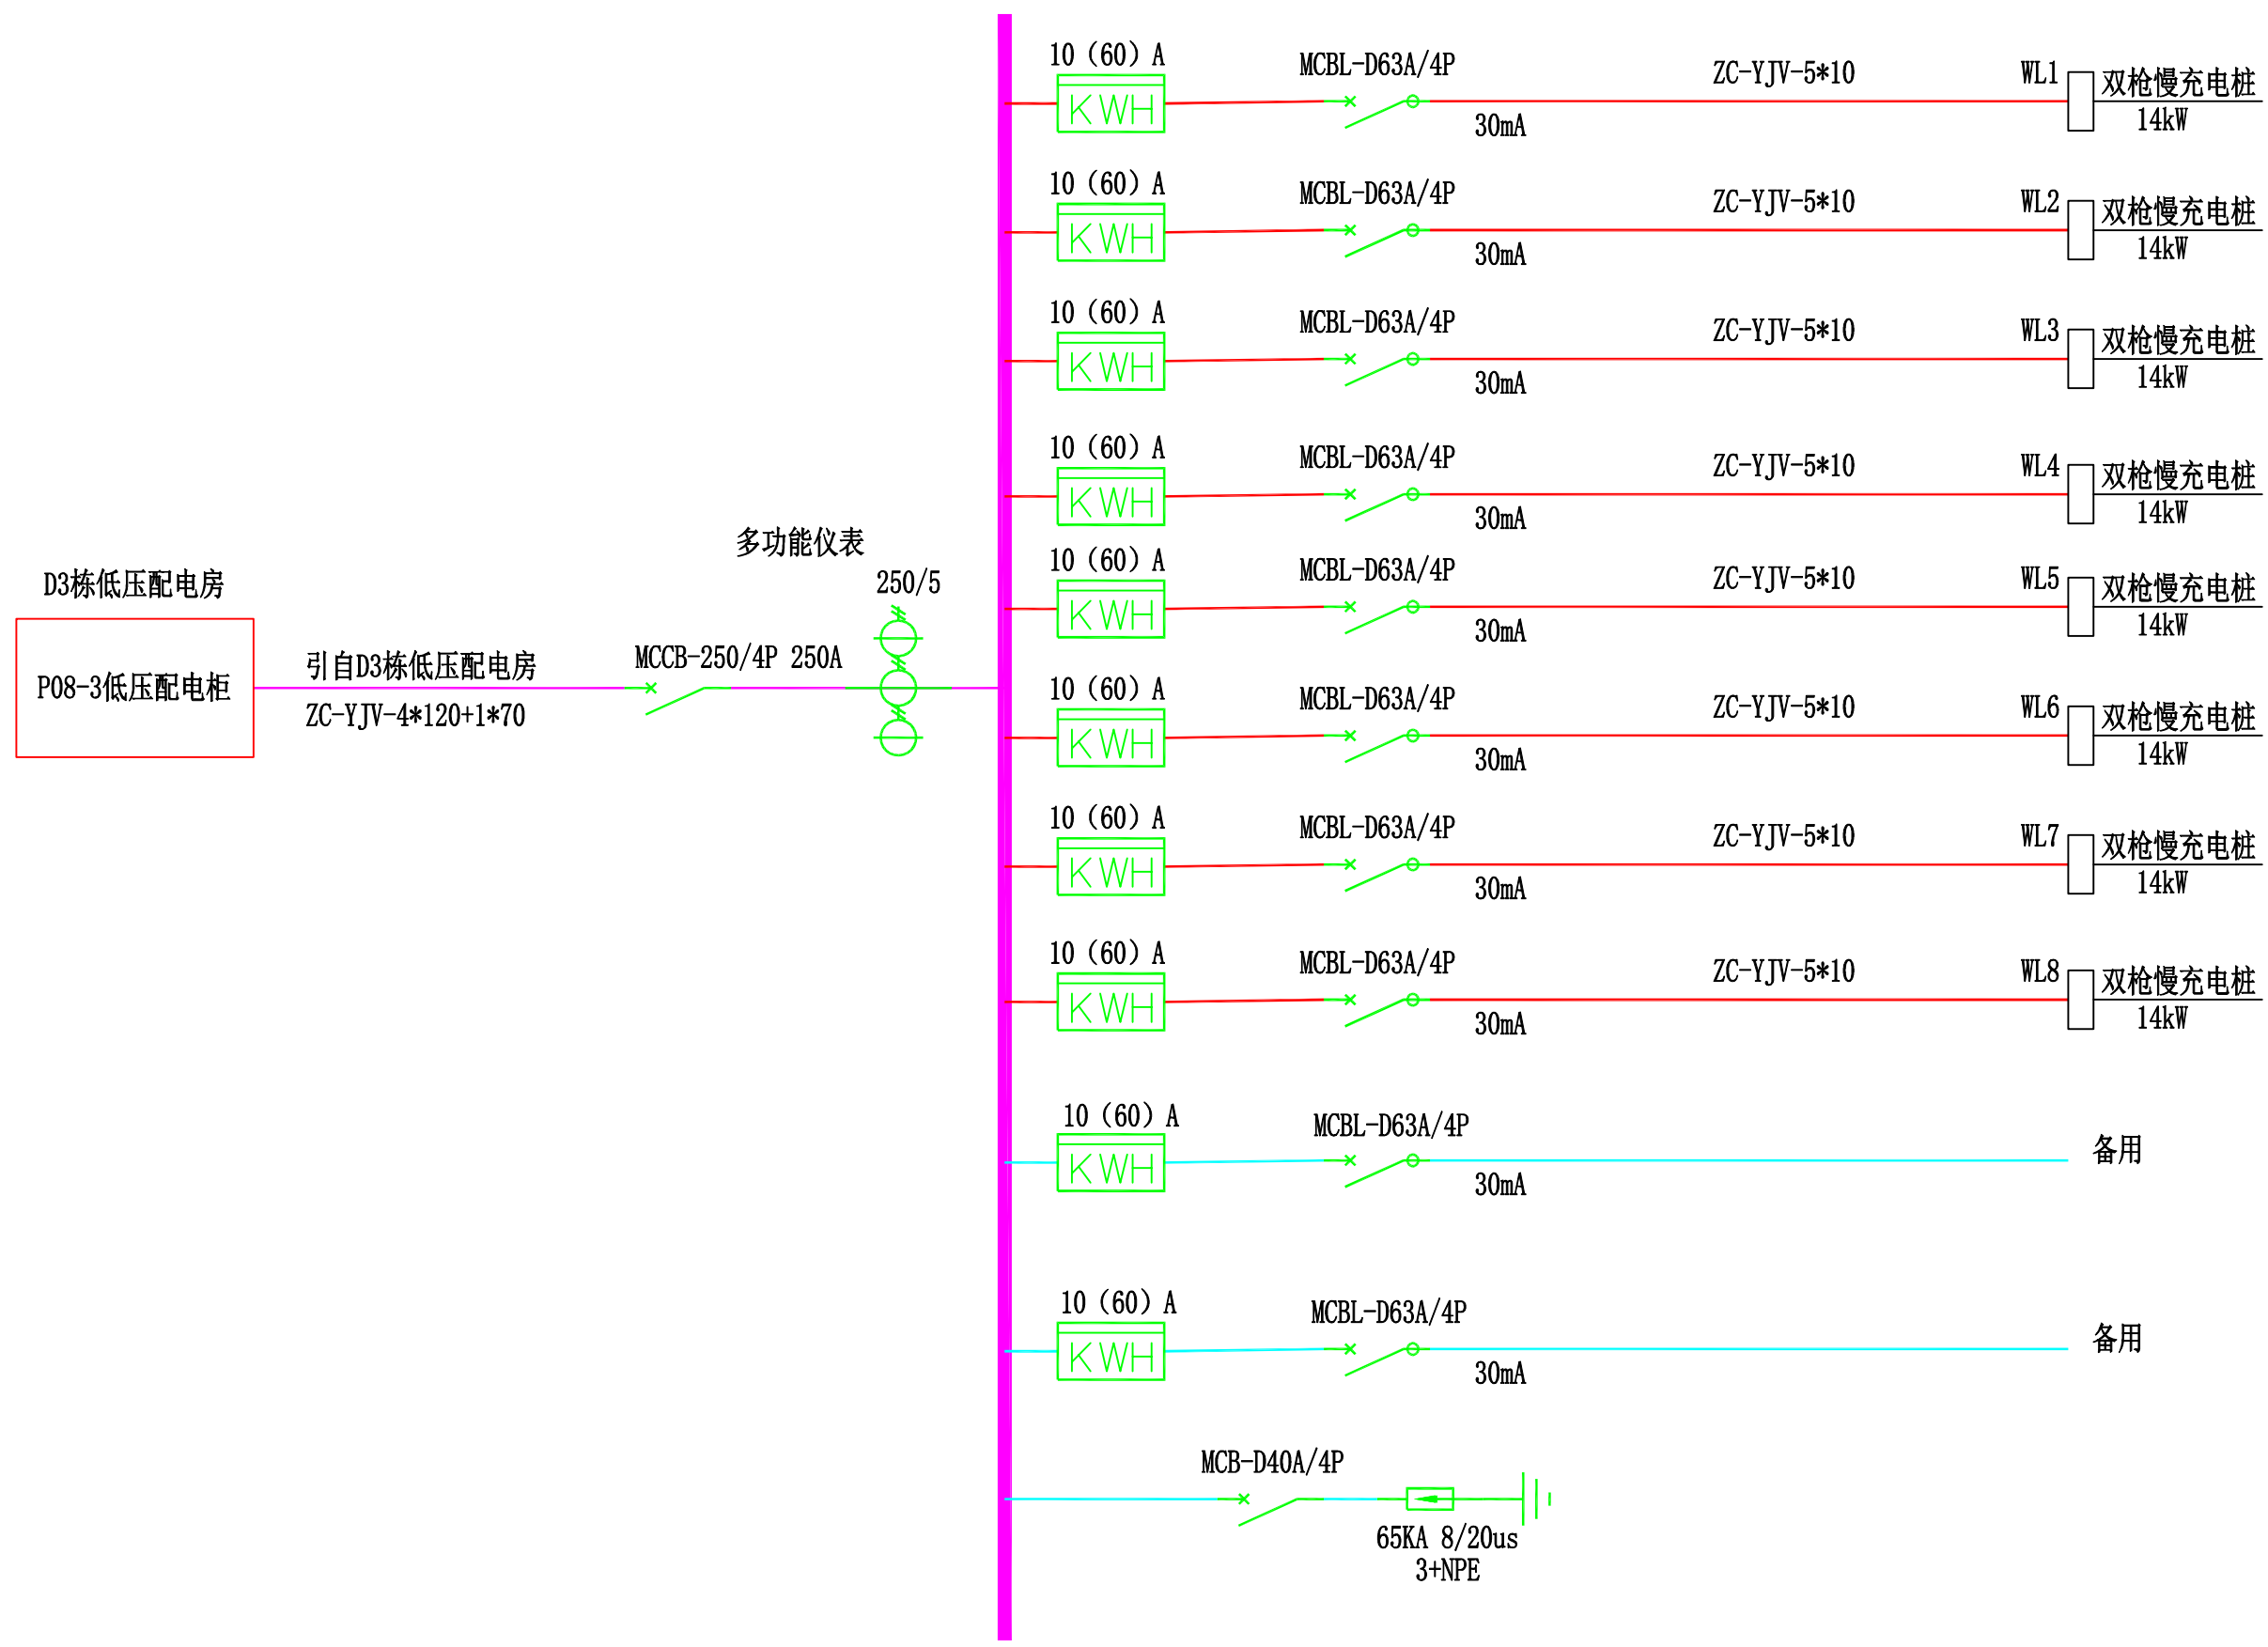 10（60）A
MCBL-D63A/4P
ZC-YJV-5*10
WL1
双枪慢充电桩
KWH
30mA
14kW
10（60）A
MCBL-D63A/4P
ZC-YJV-5*10
WL2
双枪慢充电桩
KWH
30mA
14kW
10（60）A
MCBL-D63A/4P
ZC-YJV-5*10
WL3
双枪慢充电桩
KWH
30mA
14kW
10（60）A
MCBL-D63A/4P
ZC-YJV-5*10
WL4
双枪慢充电桩
KWH
30mA
14kW
多功能仪表
250/5
D3栋低压配电房
P08-3低压配电柜
引自D3栋低压配电房
ZC-YJV-4*120+1*70
MCCB-250/4P 250A
10（60）A
MCBL-D63A/4P
ZC-YJV-5*10
WL5
双枪慢充电桩
KWH
30mA
14kW
10（60）A
MCBL-D63A/4P
ZC-YJV-5*10
WL6
双枪慢充电桩
KWH
30mA
14kW
10（60）A
MCBL-D63A/4P
ZC-YJV-5*10
WL7
双枪慢充电桩
KWH
30mA
14kW
10（60）A
MCBL-D63A/4P
ZC-YJV-5*10
WL8
双枪慢充电桩
KWH
30mA
14kW
10（60）A
MCBL-D63A/4P
备用
KWH
30mA
10（60）A
MCBL-D63A/4P
备用
KWH
30mA
MCB-D40A/4P
65KA 8/20us
3+NPE